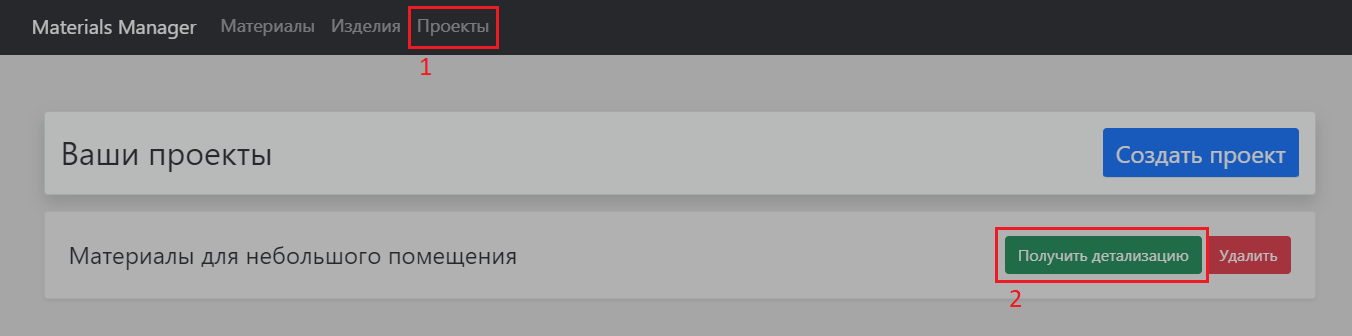 Materials Manager Материалы Изделия Проекты
1
Ваши проекты Создать проект
Материалы для небольшого помещения Получить детализацию Удалить
2